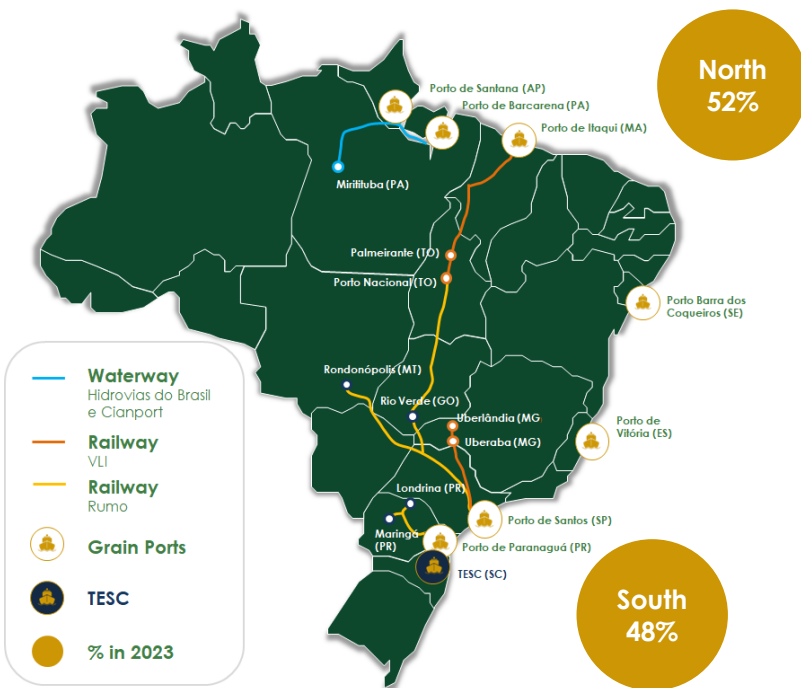 North
52%
Porto de Santana (AP)
Porto de Barcarena (PA)
Porto de Itaqui (MA)
Miritituba (PA)
Palmeirante (TO)
Porto Nacional (TO)
Porto Barra dos
Coqueiros (SE)
Rondonópolis (MT)
Rio Verde (GO)
Uberlândia (MG
Uberaba (MG)
Porto de
Vitória (ES)
Londrina (PR)
Maringá
(PR)
Porto de Santos (SP)
Porto de Paranaguá (PR)
TESC (SC)
Waterway
Hidrovias do Brasil
e Cianport
Railway
VLI
Railway
Rumo
Grain Ports
TESC
% in 2023
South
48%